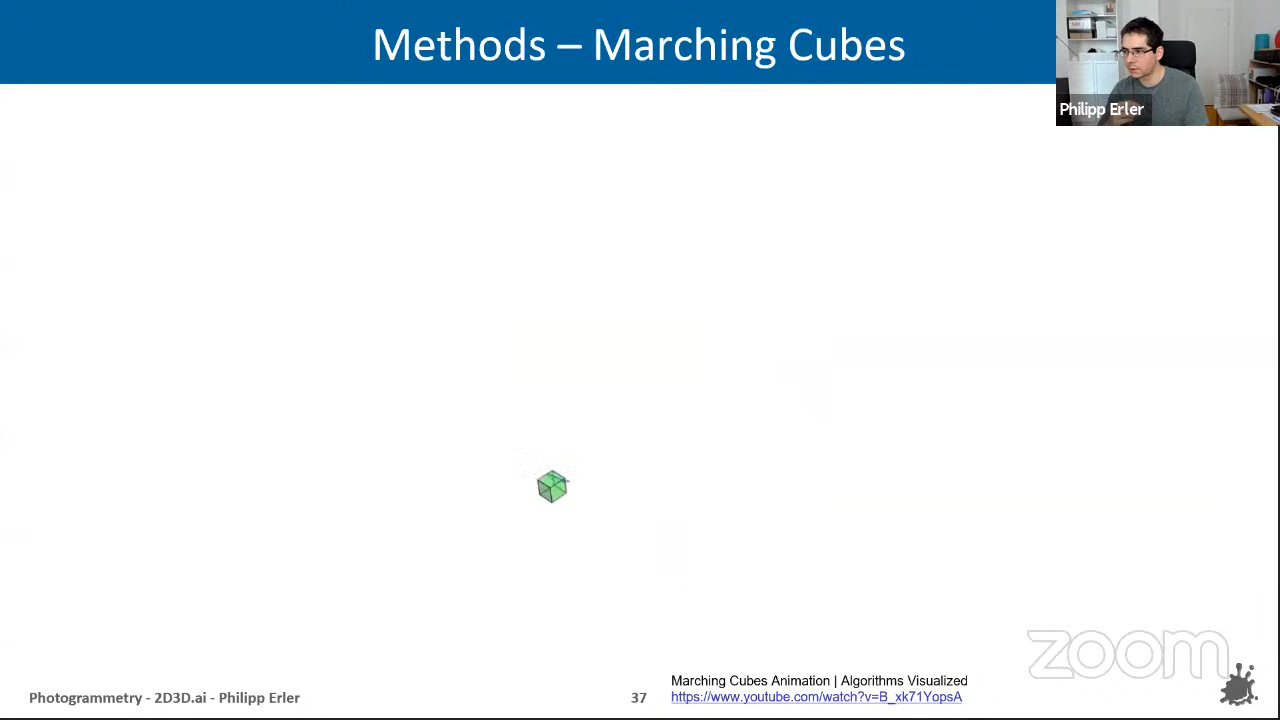 Methods – Marching Cubes
Philipp Erler
zoom
Marching Cubes Animation | Algorithms Visualized
Photogrammetry - 2D3D.ai - Philipp Erler
37
https://www.youtube.com/watch?v=B_xk71YopsA